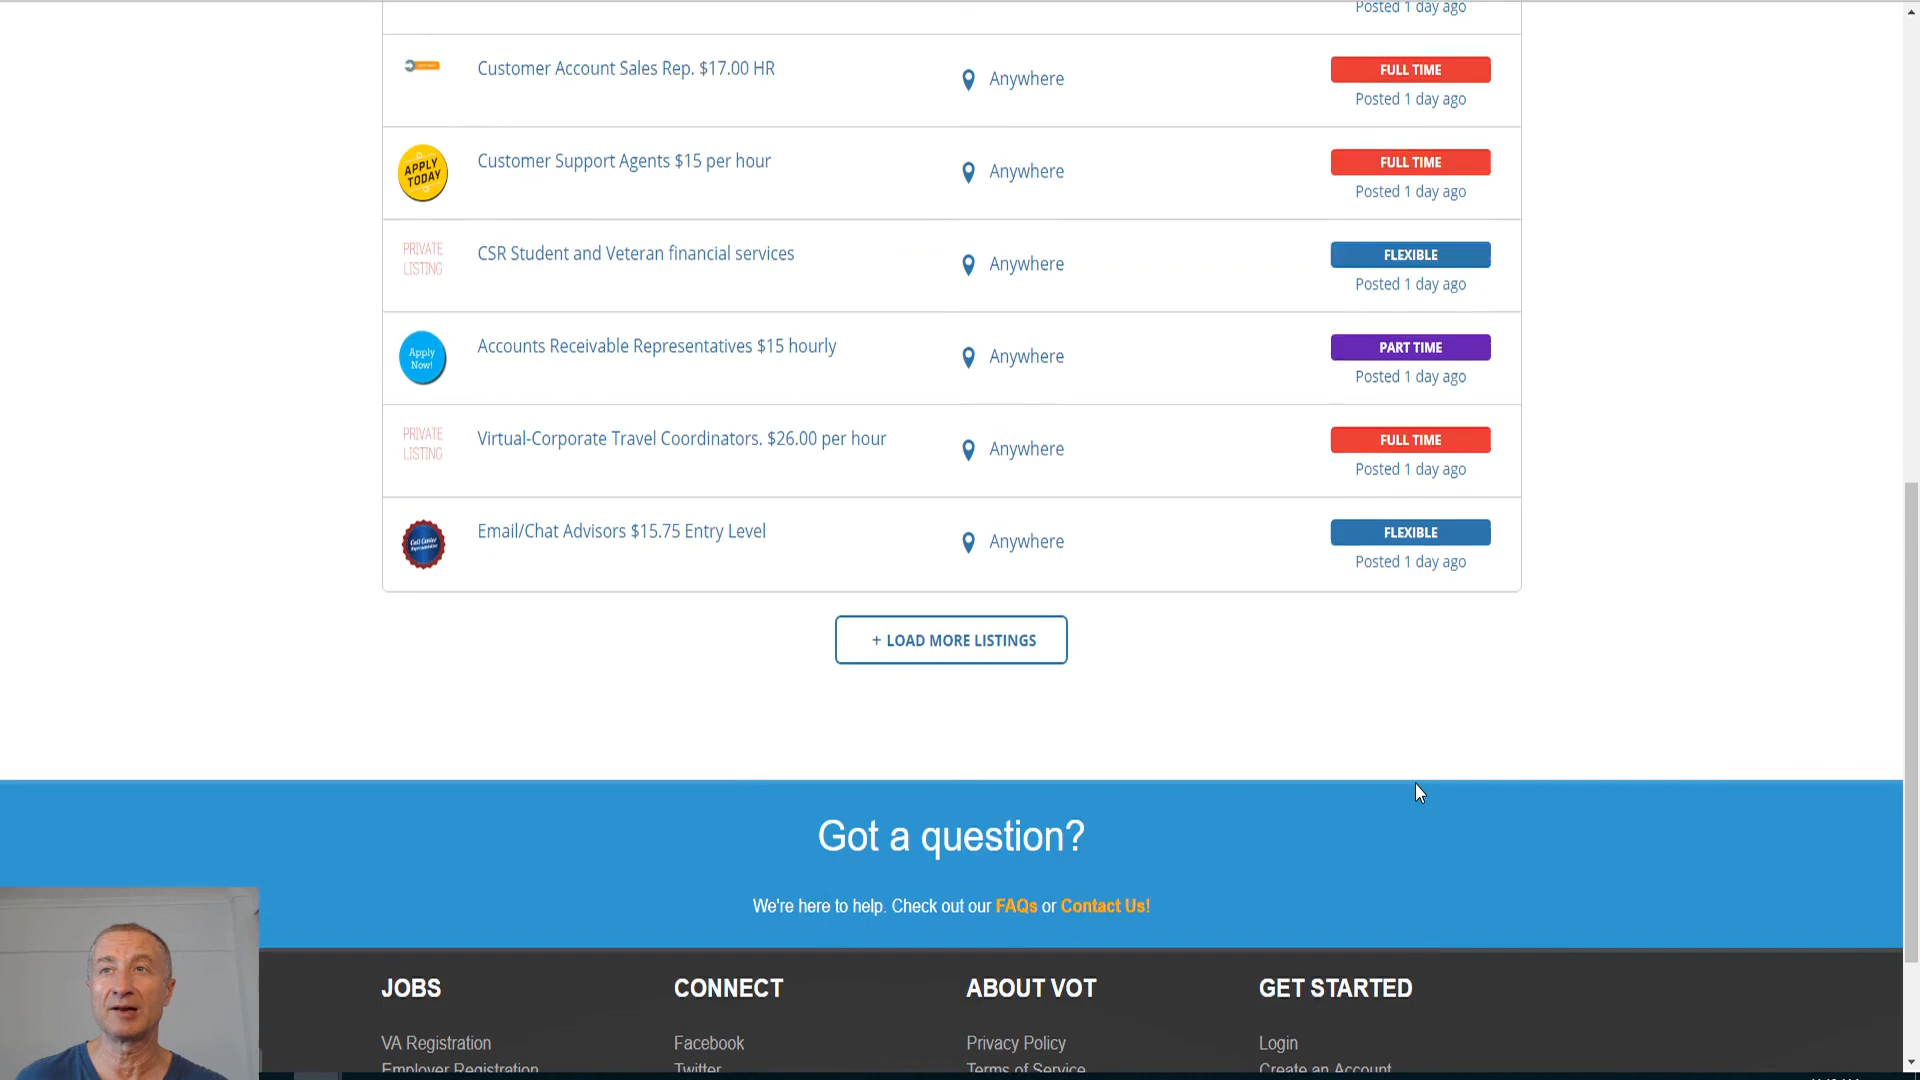 Posted 1 day ago
Customer Account Sales Rep. $17.00 HR
Anywhere
FULL TIME
Posted 1 day ago
APPLY
TODAY
Customer Support Agents $15 per hour
Anywhere
FULL TIME
Posted 1 day ago
PRIVATE
LISTING
CSR Student and Veteran financial services
Anywhere
FLEXIBLE
Posted 1 day ago
Apply
Now!
Accounts Receivable Representatives $15 hourly
Anywhere
PART TIME
Posted 1 day ago
PRIVATE
LISTING
Virtual-Corporate Travel Coordinators. $26.00 per hour
Anywhere
FULL TIME
Posted 1 day ago
Call Center
Representative
Email/Chat Advisors $15.75 Entry Level
Anywhere
FLEXIBLE
Posted 1 day ago
+ LOAD MORE LISTINGS
Got a question?
We're here to help. Check out our FAQs or Contact Us!
JOBS
CONNECT
ABOUT VOT
GET STARTED
VA Registration
Facebook
Privacy Policy
Login
Employer Registration
Twitter
Terms of Service
Create an Account